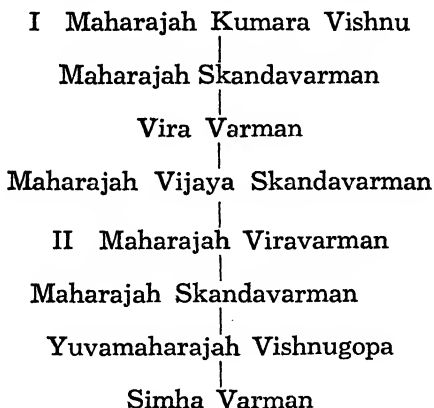 I Maharajah Kumara Vishnu
Maharajah Skandavarman
Vira Varman
Maharajah Vijaya Skandavarman
II Maharajah Viravarman
Maharajah Skandavarman
Yuvamaharajah Vishnugopa
Simha Varman